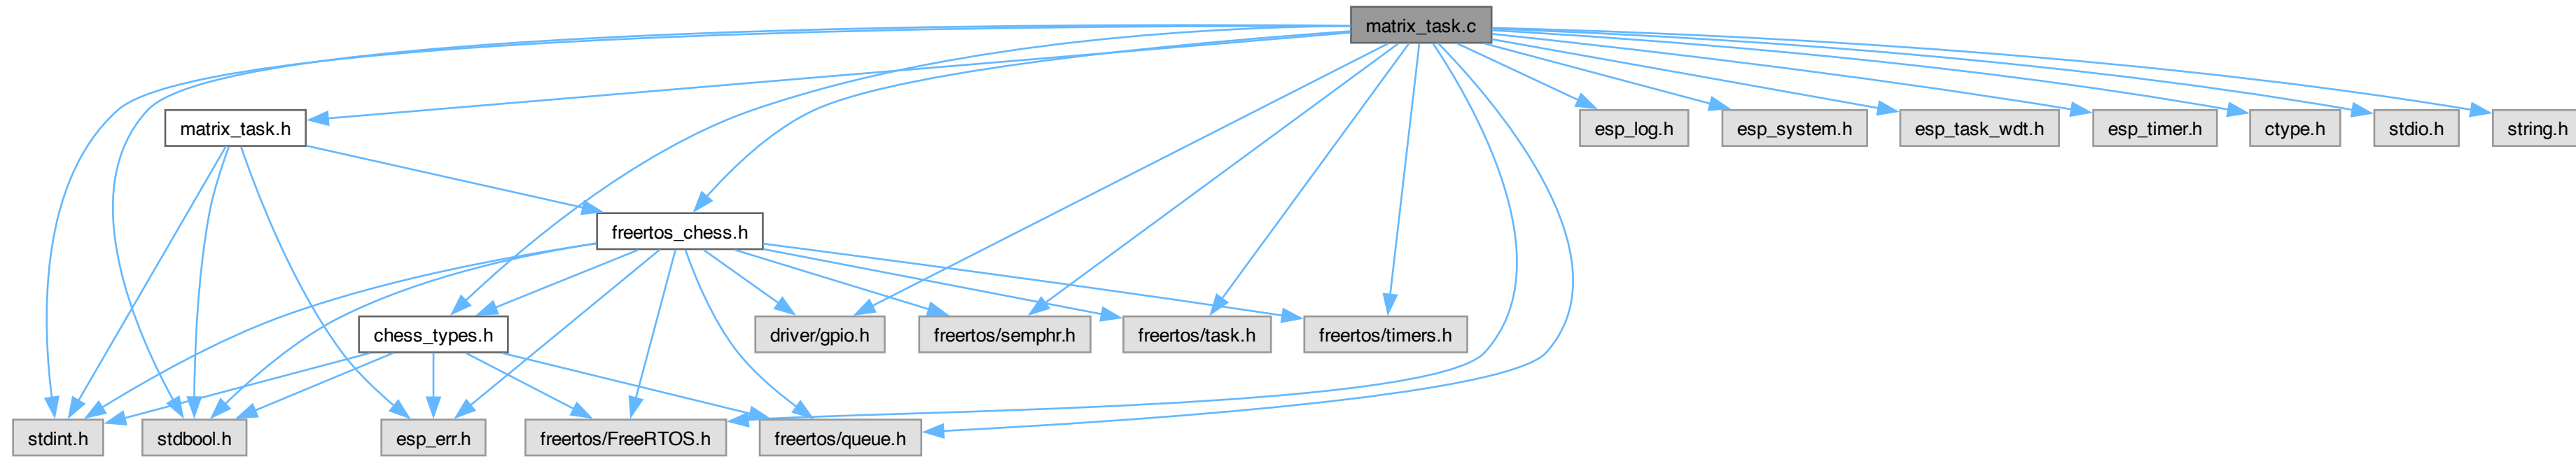 matrix_task.c
matrix_task.h
esp_log.h
esp_system.h
esp_task_wdt.h
esp_timer.h
ctype.h
stdio.h
string.h
freertos_chess.h
chess_types.h
driver/gpio.h
freertos/semphr.h
freertos/task.h
freertos/timers.h
stdint.h
stdbool.h
esp_err.h
freertos/FreeRTOS.h
freertos/queue.h